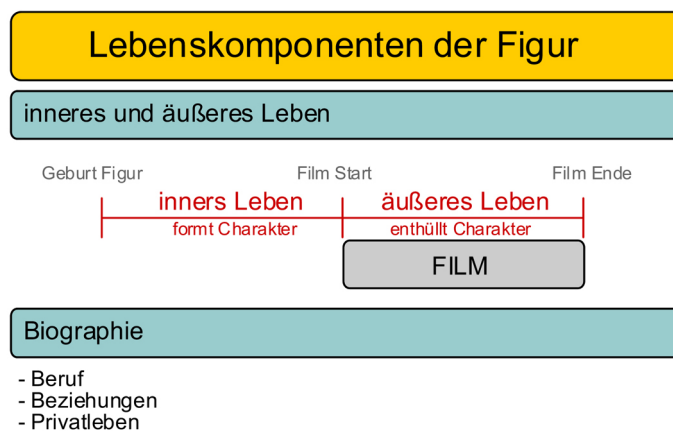 Lebenskomponenten der Figur
inneres und äußeres Leben
Geburt Figur Film Start Film Ende
inners Leben äußeres Leben
formt Charakter enthüllt Charakter
FILM
Biographie
- Beruf
- Beziehungen
- Privatleben